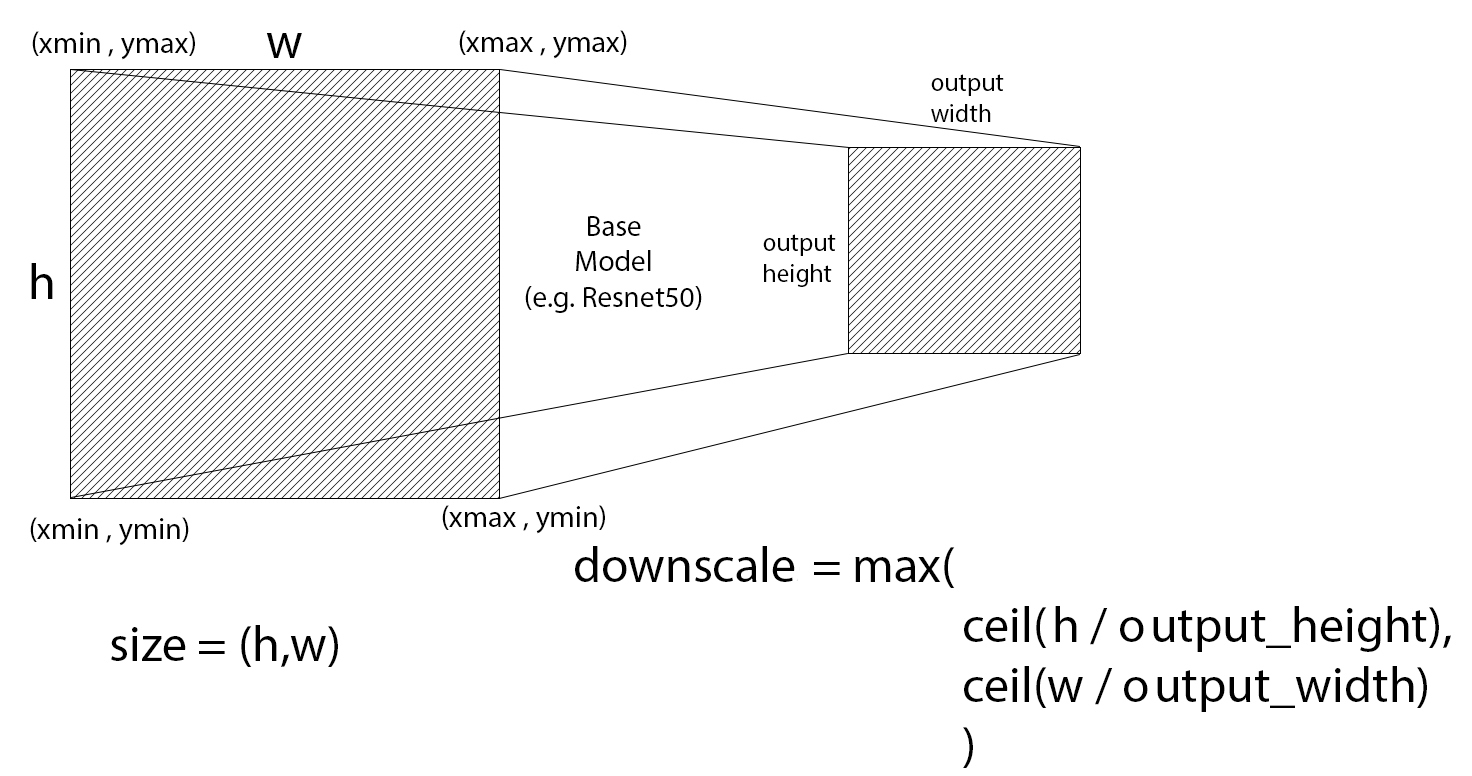 (xmin , ymax)
w
(xmax , ymax)
output
width
Base
Model
(e.g. Resnet50)
output
height
h
(xmin , ymin)
(xmax , ymin)
downscale = max(
ceil(h / output_height),
ceil(w / output_width)
)
size = (h,w)